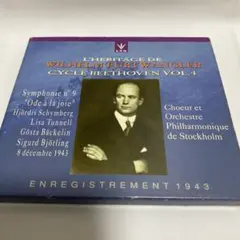 L'HERITAGE DE
WILHELM FURTWÄNGLER
CYCLE BEETHOVEN VOL 4
Symphonie n° 9
"Ode à la joie"
Hjördis Schymberg
Lisa Tunnell
Gösta Bäckelin
Sigurd Björling
8 décembre 1943
Choeur et
Orchestre
Philharmonique
de Stockholm
ENREGISTREMENT 1943